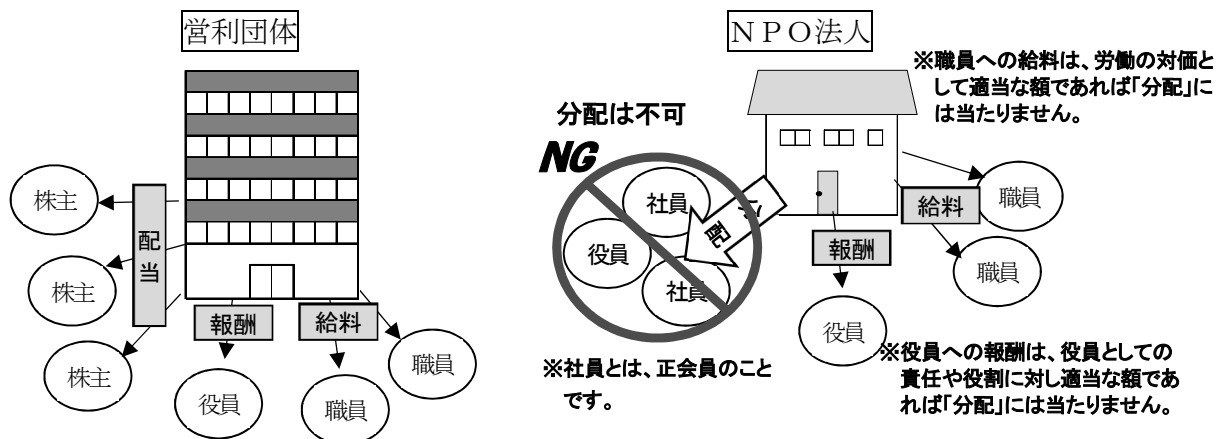 営利団体
株主
株主
株主
配当
報酬
給料
役員
職員
職員
NPO法人
※職員への給料は、労働の対価と
して適当な額であれば「分配」に
は当たりません。
分配は不可
NG
社員
役員
社員
分配
給料
職員
職員
報酬
役員
※社員とは、正会員のこと
です。
※役員への報酬は、役員としての
責任や役割に対し適当な額であ
れば「分配」には当たりません。